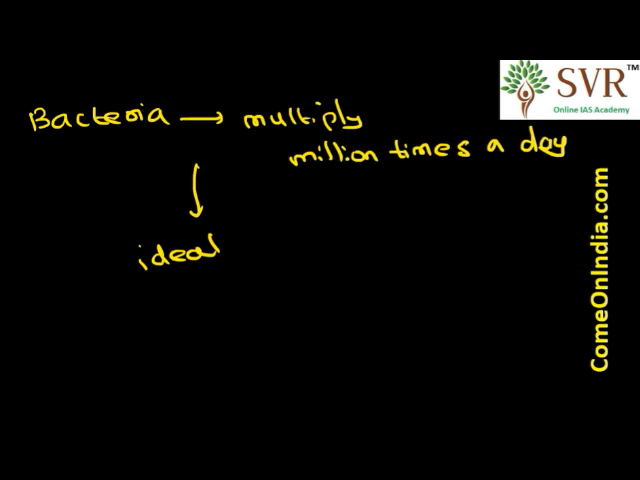 Bacteria → multiply
million times a day
ideal
SVR™
Online IAS Academy
ComeOnIndia.com